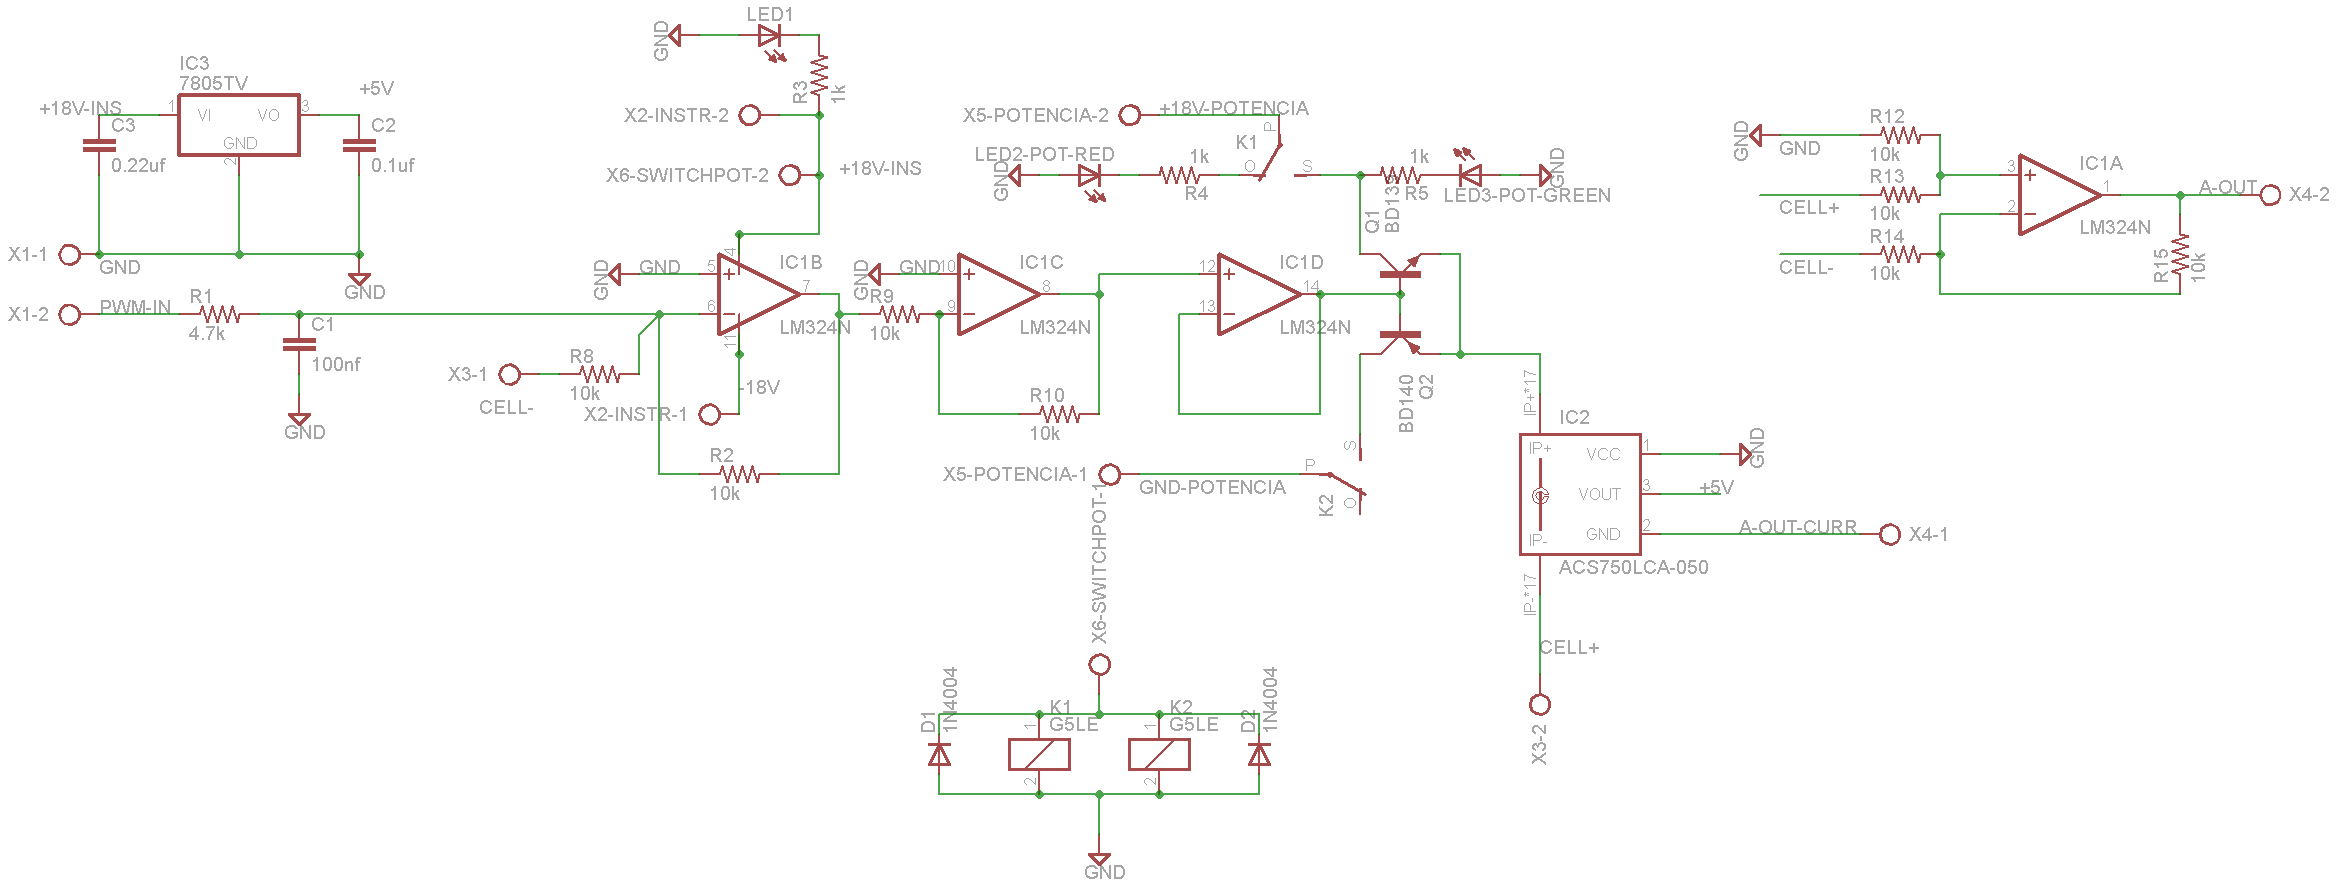 IC3
7805TV
+18V-INS
1
VI
VO
3
GND
2
+5V
C3
0.22uf
C2
0.1uf
X1-1
GND
GND
X1-2
PWM-IN
R1
4.7k
C1
100nf
GND
LED1
GND
R3
1k
X2-INSTR-2
X6-SWITCHPOT-2
+18V-INS
GND
GND
5
6
4
11
7
IC1B
LM324N
-18V
X2-INSTR-1
X3-1
CELL-
R8
10k
R2
10k
GND
GND
10
9
8
IC1C
LM324N
R9
10k
R10
10k
12
13
14
IC1D
LM324N
X5-POTENCIA-2
+18V-POTENCIA
K1
P
O
S
LED2-POT-RED
GND
1k
R4
1k
R5
LED3-POT-GREEN
GND
Q1
BD139
BD140
Q2
X5-POTENCIA-1
GND-POTENCIA
P
S
O
K2
X6-SWITCHPOT-1
D1
1N4004
K1
G5LE
1
2
K2
G5LE
1
2
D2
1N4004
GND
IP+*17
IC2
IP+
IP-
VCC
VOUT
GND
1
3
2
GND
+5V
A-OUT-CURR
X4-1
ACS750LCA-050
IP-*17
CELL+
X3-2
GND
GND
R12
10k
CELL+
R13
10k
CELL-
R14
10k
3
2
1
IC1A
LM324N
A-OUT
X4-2
R15
10k